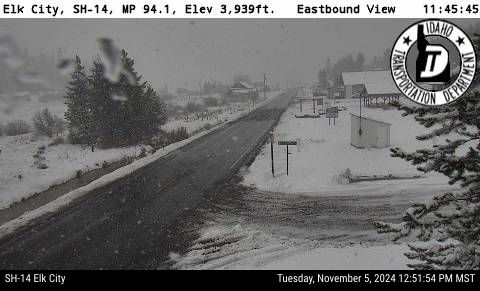 Elk City, SH-14, MP 94.1, Elev 3,939ft. Eastbound View 11:45:45
IDAHO
TRANSPORTATION DEPARTMENT
SH-14 Elk City Tuesday, November 5, 2024 12:51:54 PM MST